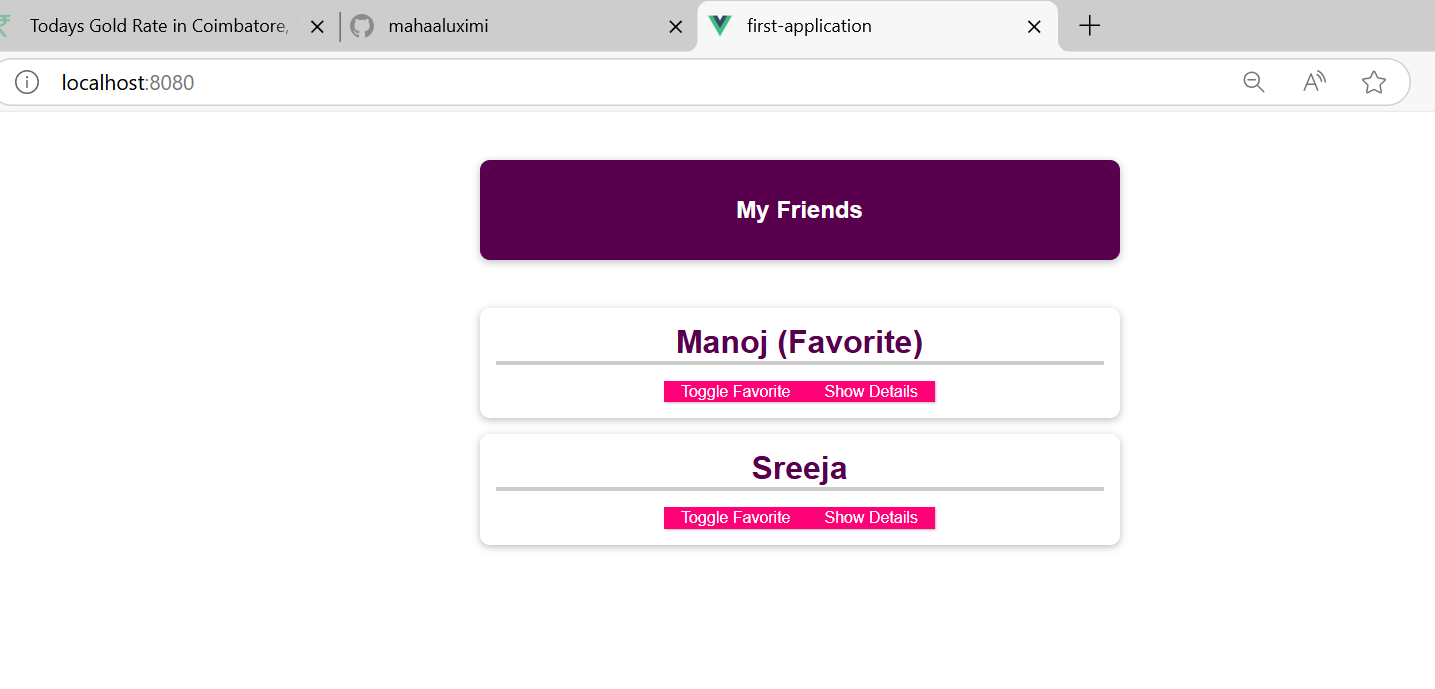 Todays Gold Rate in Coimbatore,
mahaaluximi
first-application
localhost:8080
My Friends
Manoj (Favorite)
Toggle Favorite Show Details
Sreeja
Toggle Favorite Show Details